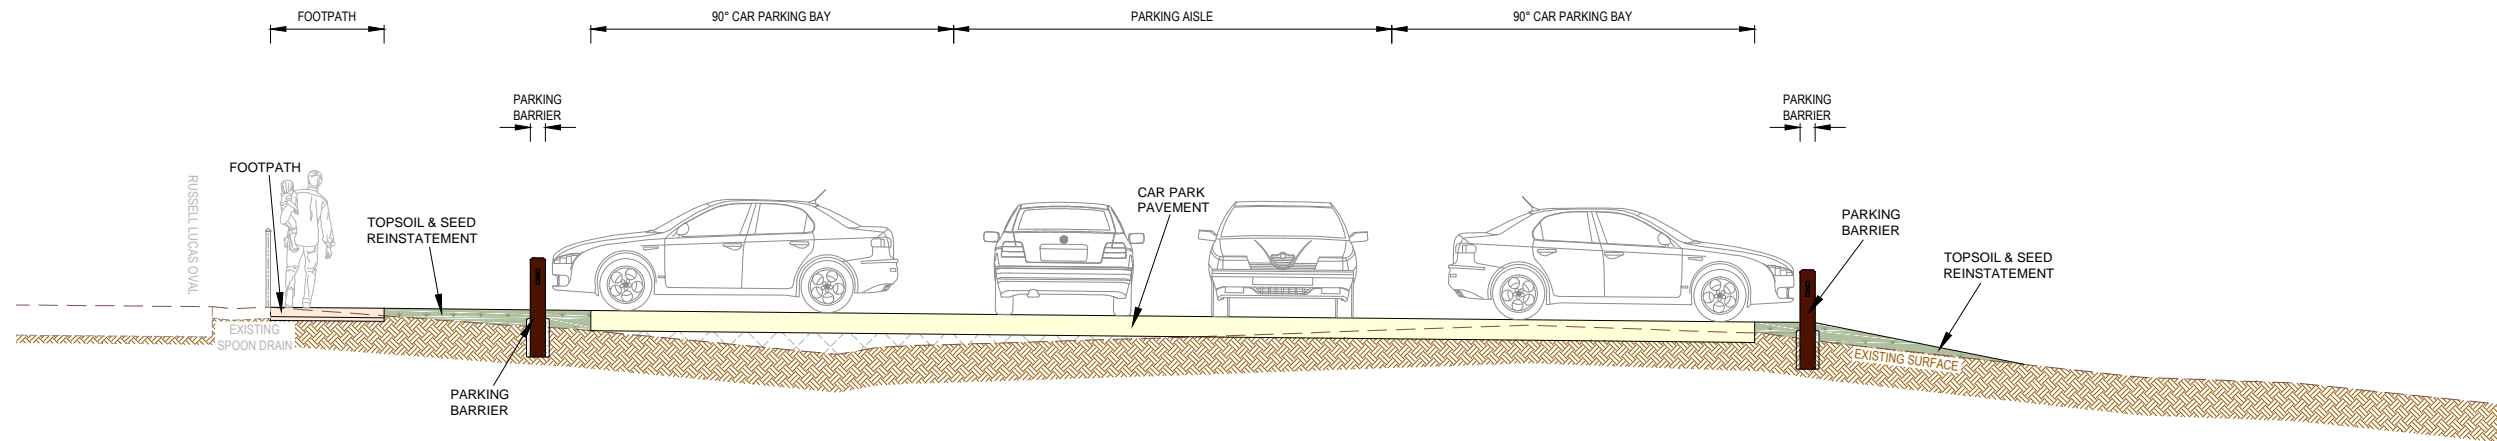 FOOTPATH
90° CAR PARKING BAY
PARKING AISLE
90° CAR PARKING BAY
PARKING
BARRIER
PARKING
BARRIER
FOOTPATH
RUSSELL LUCAS OVAL
TOPSOIL & SEED
REINSTATEMENT
CAR PARK
PAVEMENT
PARKING
BARRIER
TOPSOIL & SEED
REINSTATEMENT
EXISTING
SPOON DRAIN
EXISTING SURFACE
PARKING
BARRIER